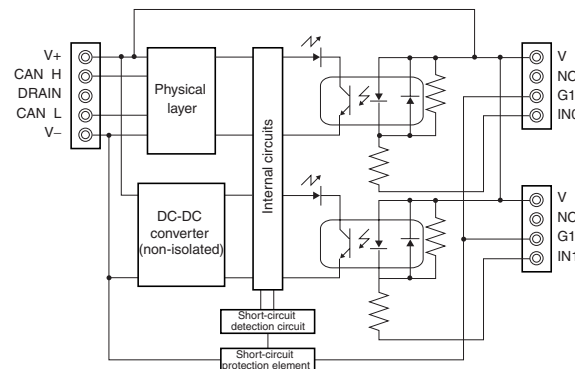 V+
CAN H
DRAIN
CAN L
V–
Physical
layer
DC-DC
converter
(non-isolated)
Internal circuits
Short-circuit
detection circuit
Short-circuit
protection element
V
NC
G1
IN0
V
NC
G1
IN1